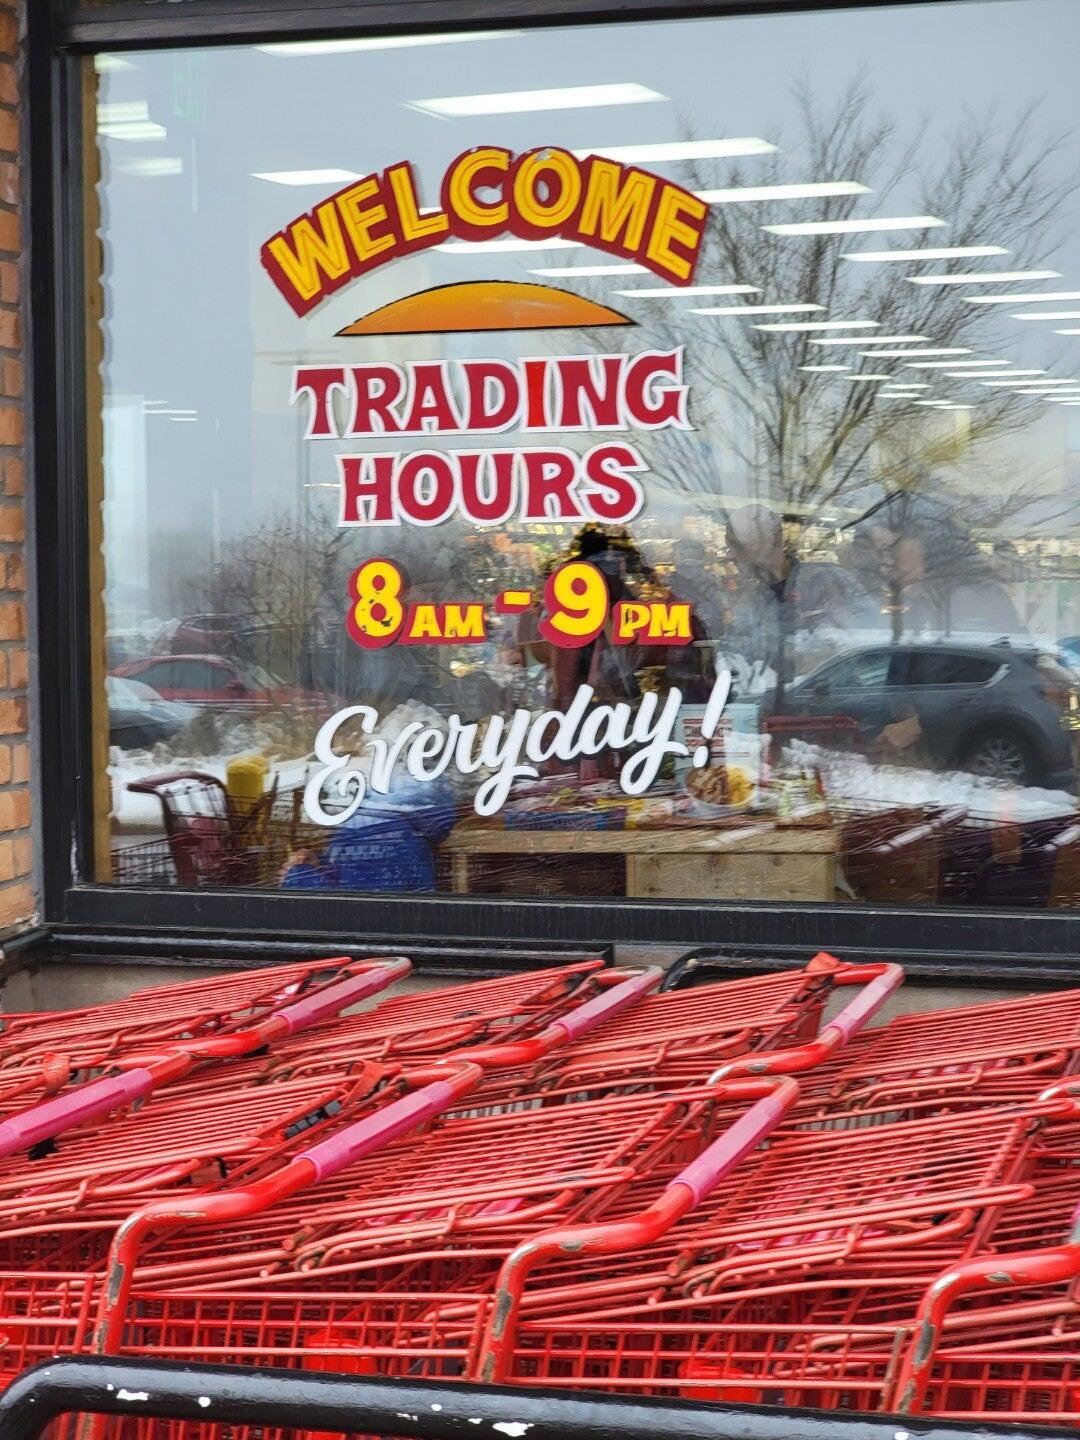 WELCOME
TRADING
HOURS
8AM - 9PM
Everyday!